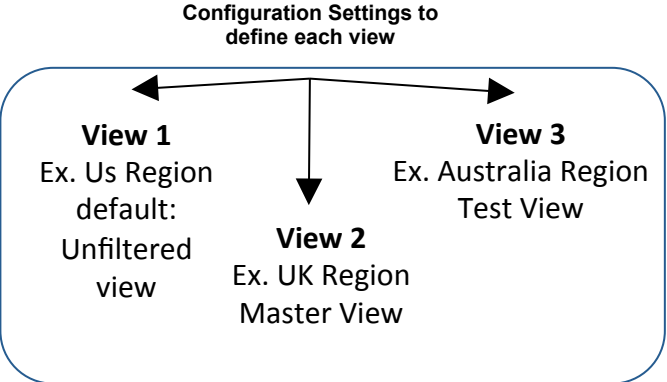 Configuration Settings to
define each view
View 1
Ex. Us Region
default:
Unfiltered
view
View 2
Ex. UK Region
Master View
View 3
Ex. Australia Region
Test View